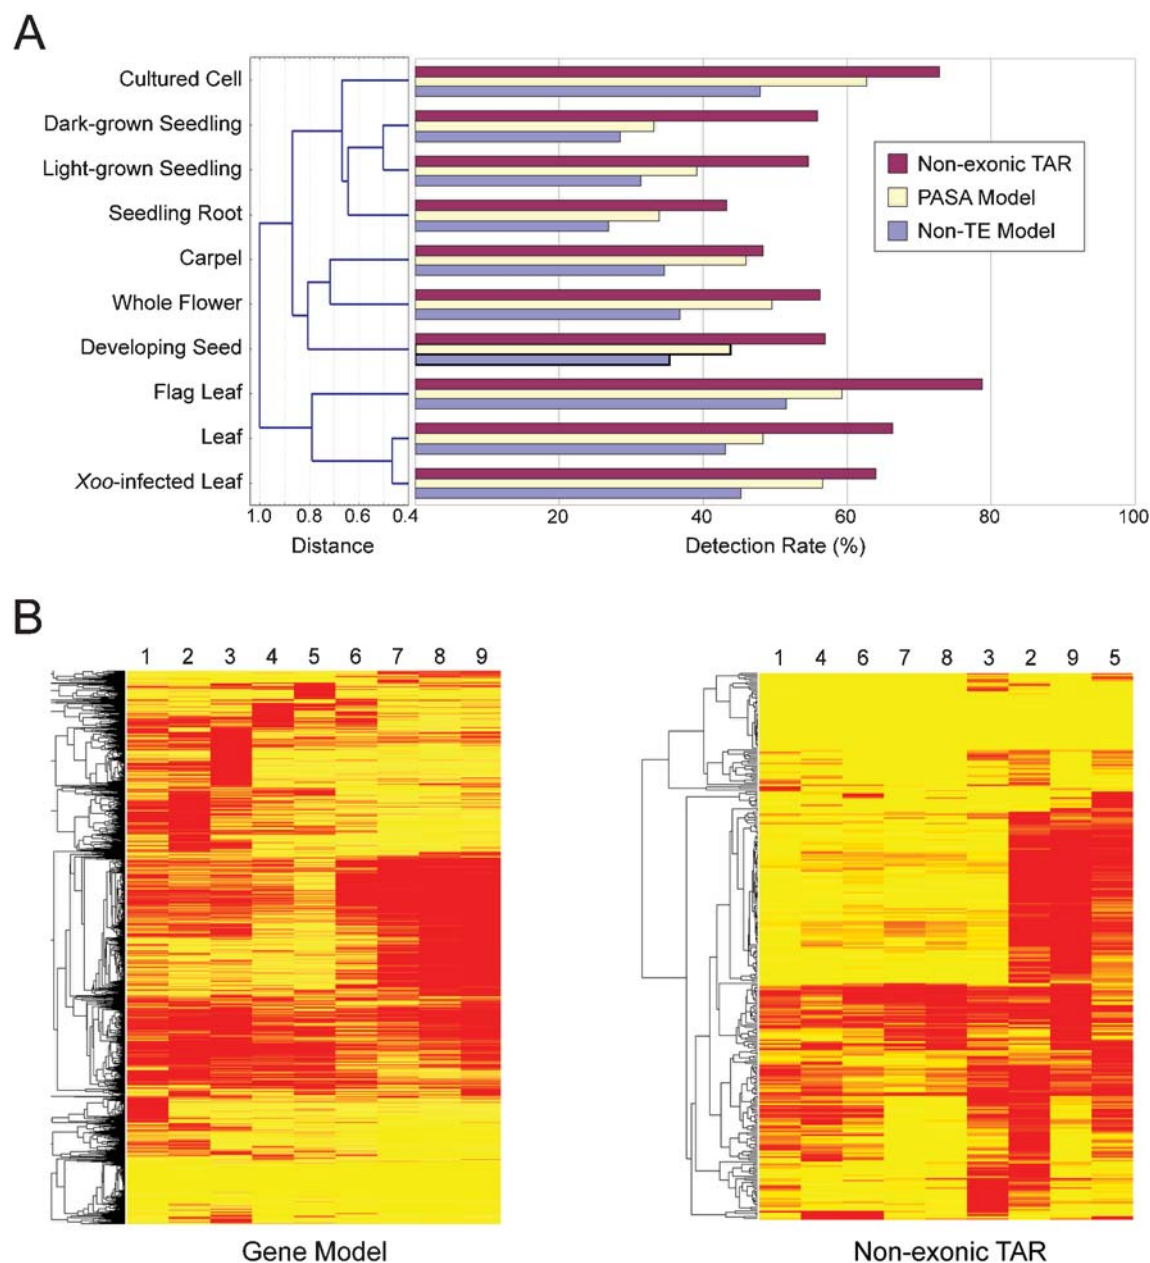 A
Cultured Cell
Dark-grown Seedling
Light-grown Seedling
Seedling Root
Carpel
Whole Flower
Developing Seed
Flag Leaf
Leaf
Xoo-infected Leaf
Non-exonic TAR
PASA Model
Non-TE Model
1.0 0.8 0.6 0.4 20 40 60 80 100
Distance Detection Rate (%)
B
1 2 3 4 5 6 7 8 9
1 4 6 7 8 3 2 9 5
Gene Model Non-exonic TAR